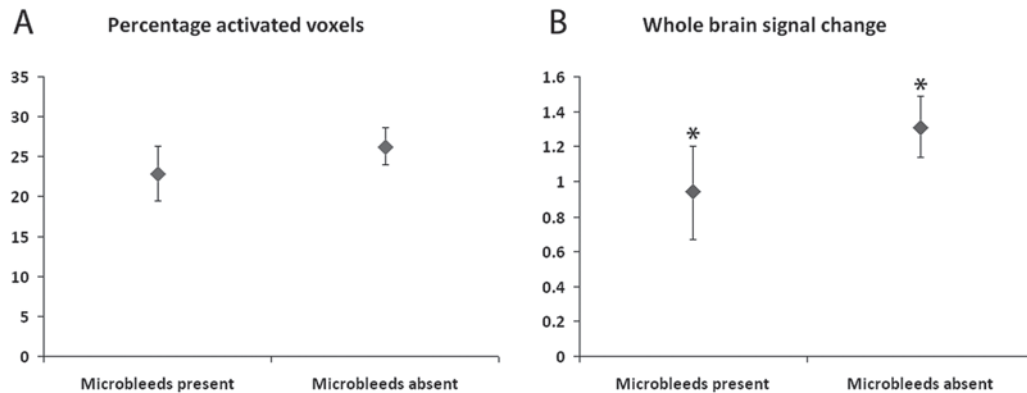 A
Percentage activated voxels
35
30
25
20
15
10
5
0
Microbleeds present
Microbleeds absent
B
Whole brain signal change
1.6
1.4
1.2
1
0.8
0.6
0.4
0.2
0
*
*
Microbleeds present
Microbleeds absent